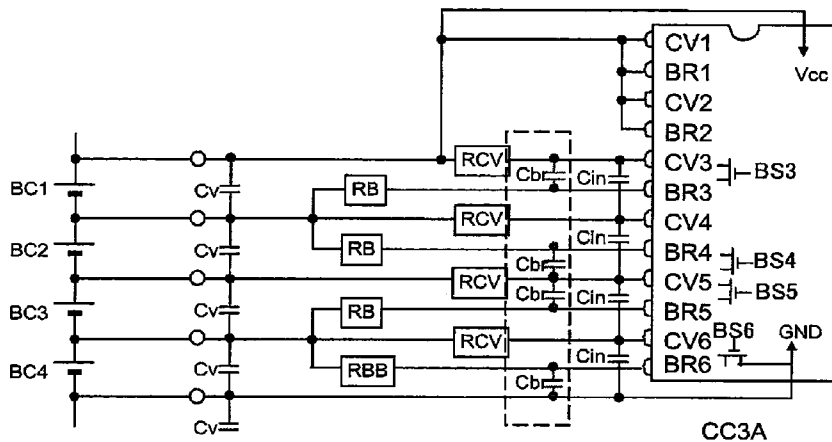 CV1
BR1
Vcc
CV2
BR2
RCV
Cbr
Cin
CV3
BS3
BC1
Cv
RB
BR3
RCV
CV4
BC2
Cv
RB
Cin
BR4
BS4
Cbr
RCV
CV5
BS5
Cbr
Cin
BC3
Cv
RB
BR5
BS6
GND
RCV
CV6
Cin
BC4
Cv
RBB
BR6
Cbr
Cv
CC3A